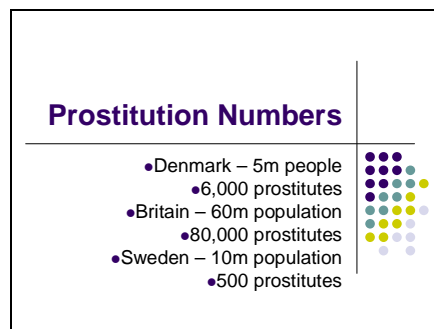 Prostitution Numbers
●Denmark – 5m people
●6,000 prostitutes
●Britain – 60m population
●80,000 prostitutes
●Sweden – 10m population
●500 prostitutes